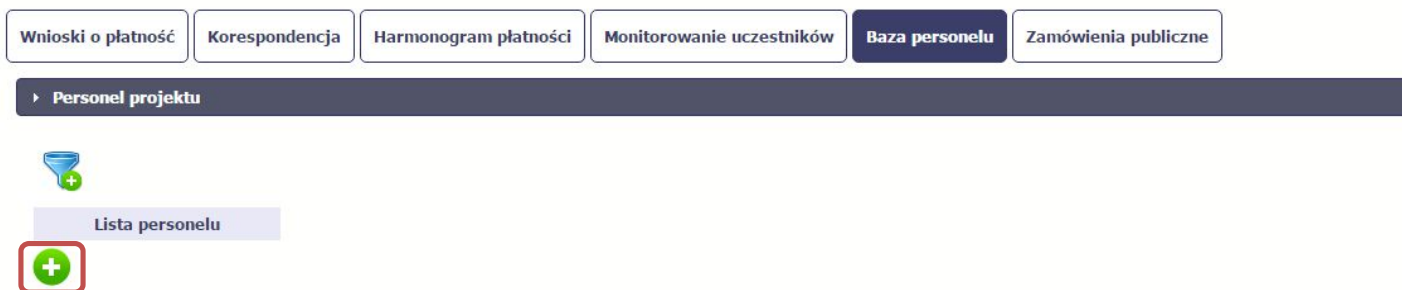 Wnioski o płatność Korespondencja Harmonogram płatności Monitorowanie uczestników Baza personelu Zamówienia publiczne
Personel projektu
Lista personelu